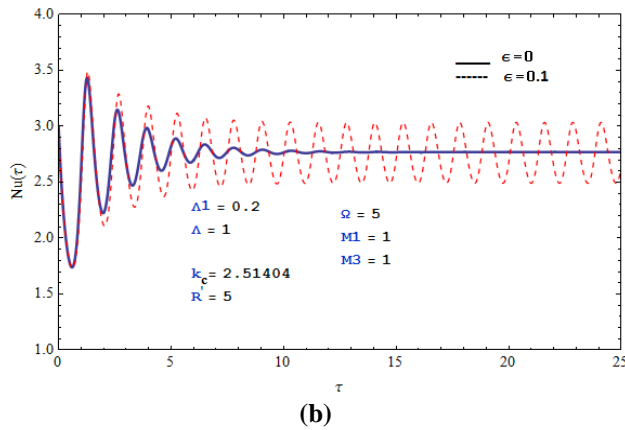 4.0
3.5
3.0
2.5
2.0
1.5
1.0
Nu(τ)
ϵ=0
ϵ=0.1
Λ1 = 0.2
Λ = 1
k_c = 2.51404
R' = 5
Ω = 5
M1 = 1
M3 = 1
0 5 10 15 20 25
τ
(b)